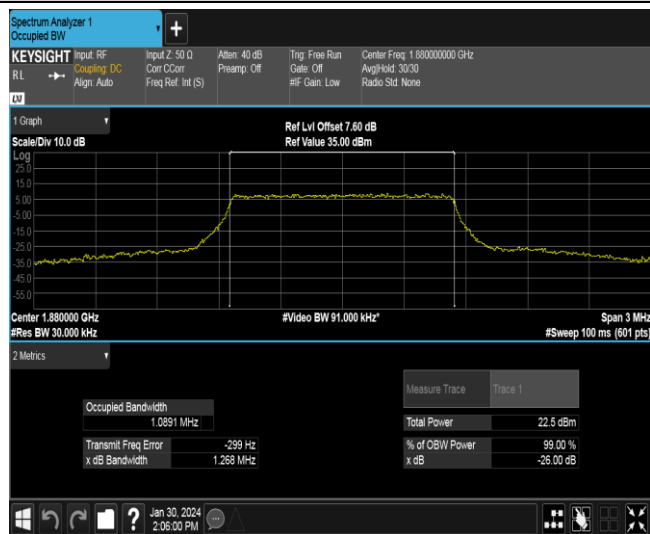 Spectrum Analyzer 1
Occupied BW
+
KEYSIGHT Input: RF Input Z: 50 Ω Atten: 40 dB Trig: Free Run Center Freq: 1.880000000 GHz
RL Coupling: DC Corr CCorr Preamp: Off Gate: Off Avg|Hold: 30/30
Align: Auto Freq Ref: Int (S) #IF Gain: Low Radio Std: None
LXI
1 Graph Ref Lvl Offset 7.60 dB
Scale/Div 10.0 dB Ref Value 35.00 dBm
Log
25.0
15.0
5.00
-5.00
-15.0
-25.0
-35.0
-45.0
-55.0
Center 1.880000 GHz #Video BW 91.000 kHz* Span 3 MHz
#Res BW 30.000 kHz #Sweep 100 ms (601 pts)
2 Metrics
Measure Trace Trace 1
Occupied Bandwidth
1.0891 MHz Total Power 22.5 dBm
Transmit Freq Error -299 Hz % of OBW Power 99.00 %
x dB Bandwidth 1.268 MHz x dB -26.00 dB
? Jan 30, 2024
2:06:00 PM